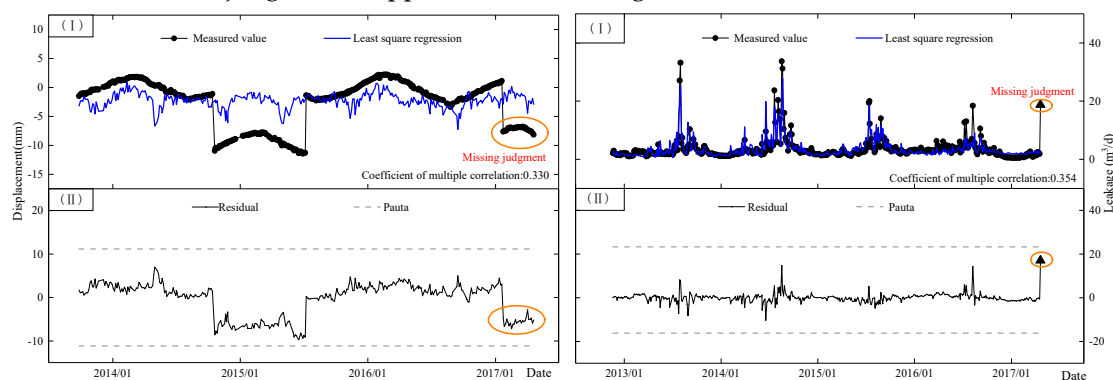 (I)
Measured value
Least square regression
10
5
0
-5
-10
-15
Missing judgment
Coefficient of multiple correlation:0.330
Displacement(mm)
(II)
Residual
Pauta
20
10
0
-10
2014/01
2015/01
2016/01
2017/01
Date
(I)
Measured value
Least square regression
40
20
0
Missing judgment
Coefficient of multiple correlation:0.354
Leakage (m³/d)
(II)
Residual
Pauta
40
20
0
-20
2013/01
2014/01
2015/01
2016/01
2017/01
Date